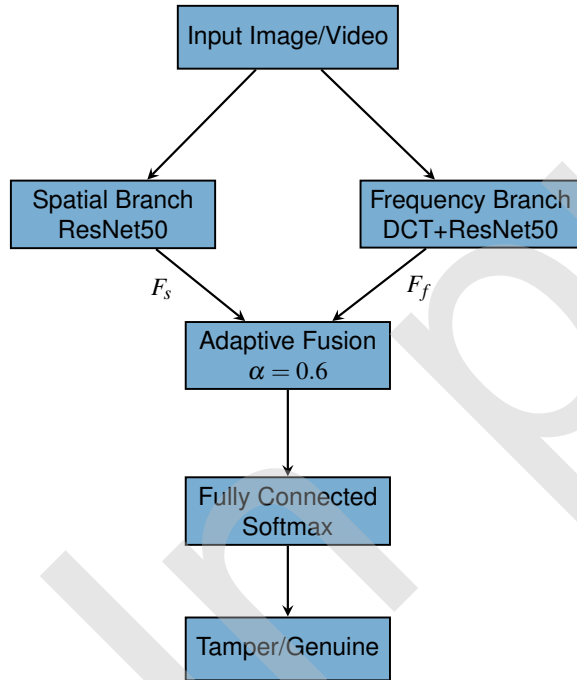 Input Image/Video
Spatial Branch
ResNet50
Frequency Branch
DCT+ResNet50
F_s
F_f
Adaptive Fusion
α = 0.6
Fully Connected
Softmax
Tamper/Genuine
In p